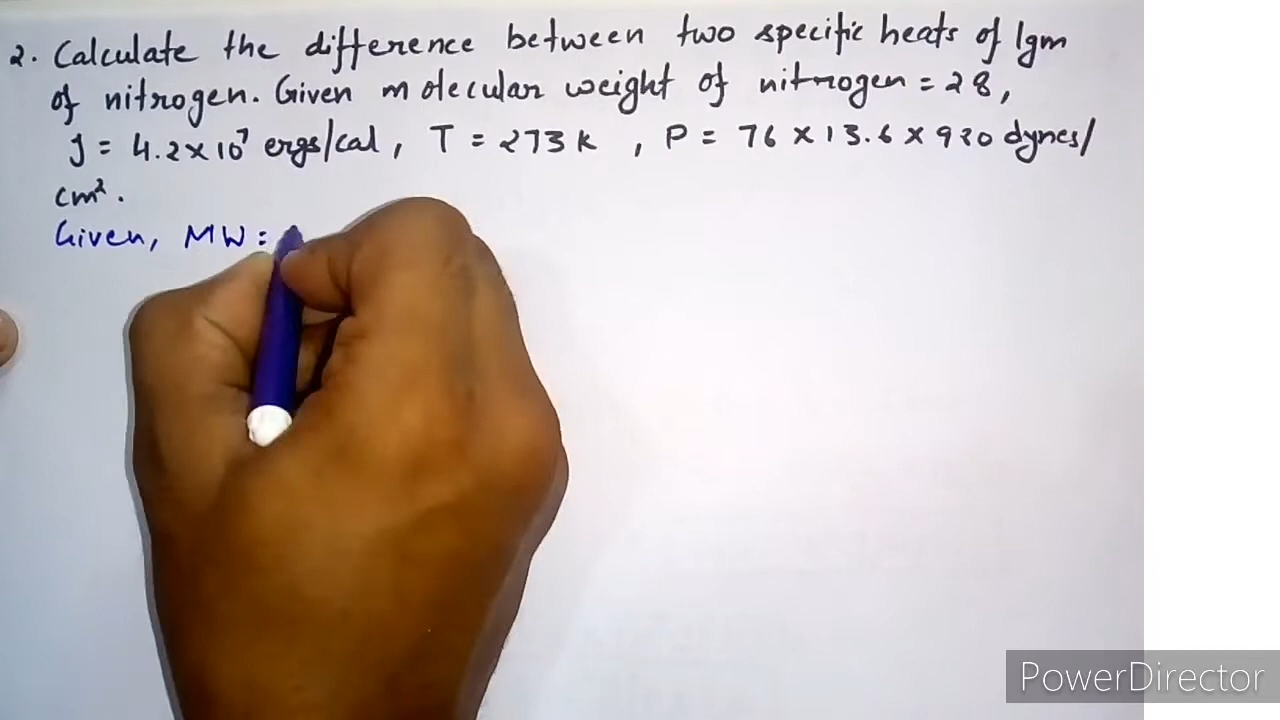 2. Calculate the difference between two specific heats of 1gm
of nitrogen. Given molecular weight of nitrogen = 28,
J = 4.2 × 10⁷ ergs/cal, T = 273 K, P = 76 × 13.6 × 980 dynes/
cm².
Given, MW =
PowerDirector